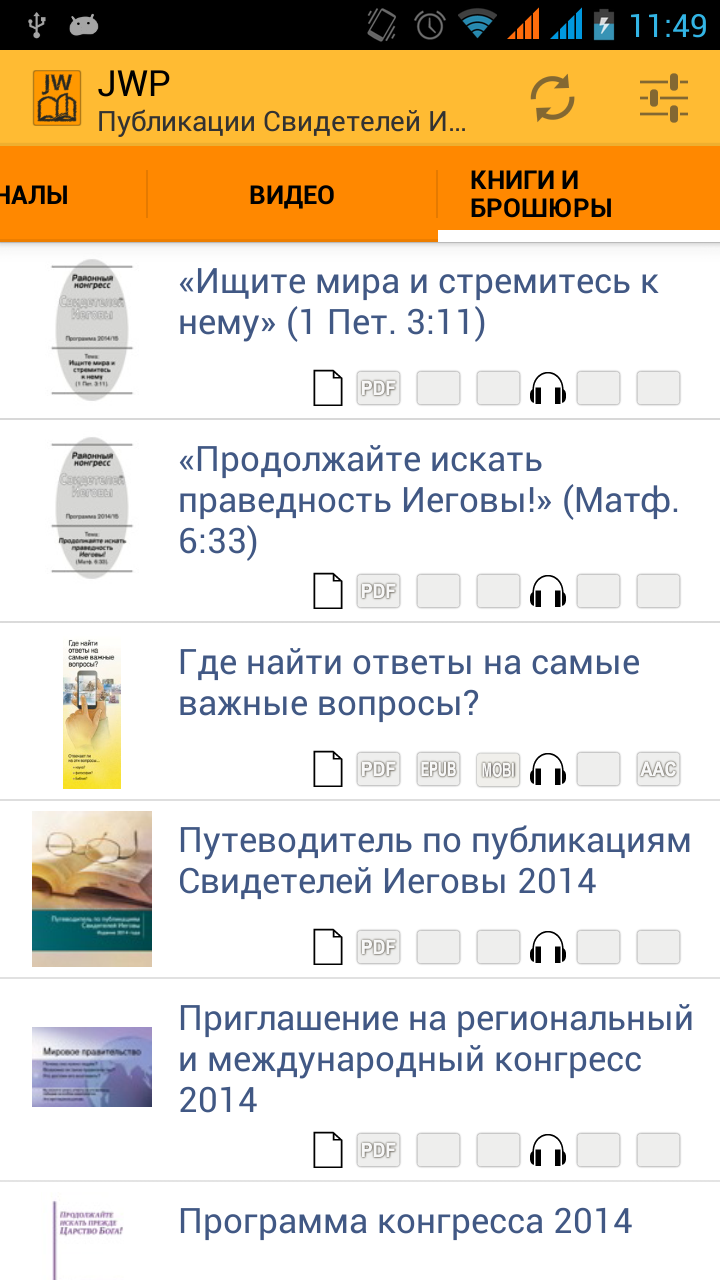 11:49
JW
JWP
Публикации Свидетелей И...
НАЛЫ
ВИДЕО
КНИГИ И
БРОШЮРЫ
Районный
конгресс
Свидетелей
Иеговы
Программа 2014/15
Тема:
Ищите мира и
стремитесь
к нему
(1 Пет. 3:11)
«Ищите мира и стремитесь к
нему» (1 Пет. 3:11)
PDF
Районный
конгресс
Свидетелей
Иеговы
Программа 2014/15
Тема:
Продолжайте искать
праведность
Иеговы!
(Матф. 6:33)
«Продолжайте искать
праведность Иеговы!» (Матф.
6:33)
PDF
Где найти
ответы на
самые важные
вопросы?
Где найти ответы на самые
важные вопросы?
PDF EPUB MOBI AAC
Путеводитель по публикациям
Свидетелей Иеговы
Издание 2014 года
Путеводитель по публикациям
Свидетелей Иеговы 2014
PDF
Мировое правительство
Приглашение на региональный
и международный конгресс
2014
PDF
Продолжайте
искать прежде
Царство Бога!
Программа конгресса 2014